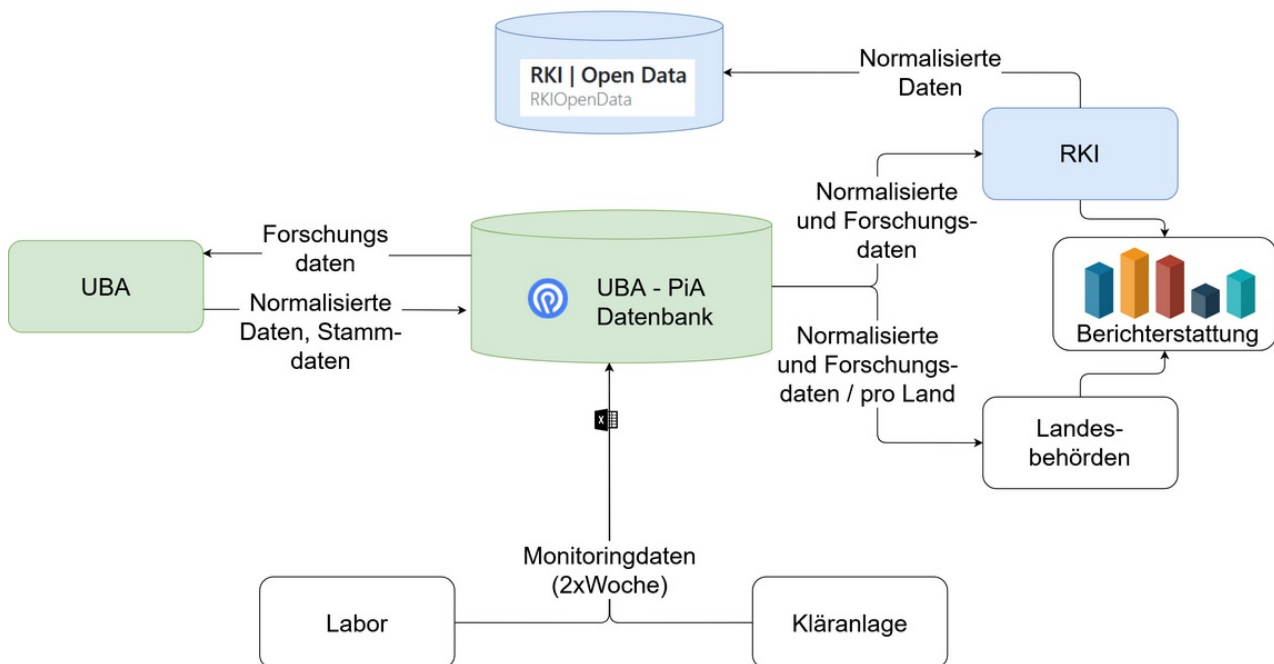 RKI | Open Data
RKIOpenData
Normalisierte
Daten
RKI
Normalisierte
und Forschungs-
daten
Forschungs
daten
UBA
Normalisierte
Daten, Stamm-
daten
UBA - PiA
Datenbank
Berichterstattung
Normalisierte
und Forschungs-
daten / pro Land
X
Landes-
behörden
Monitoringdaten
(2xWoche)
Labor
Kläranlage